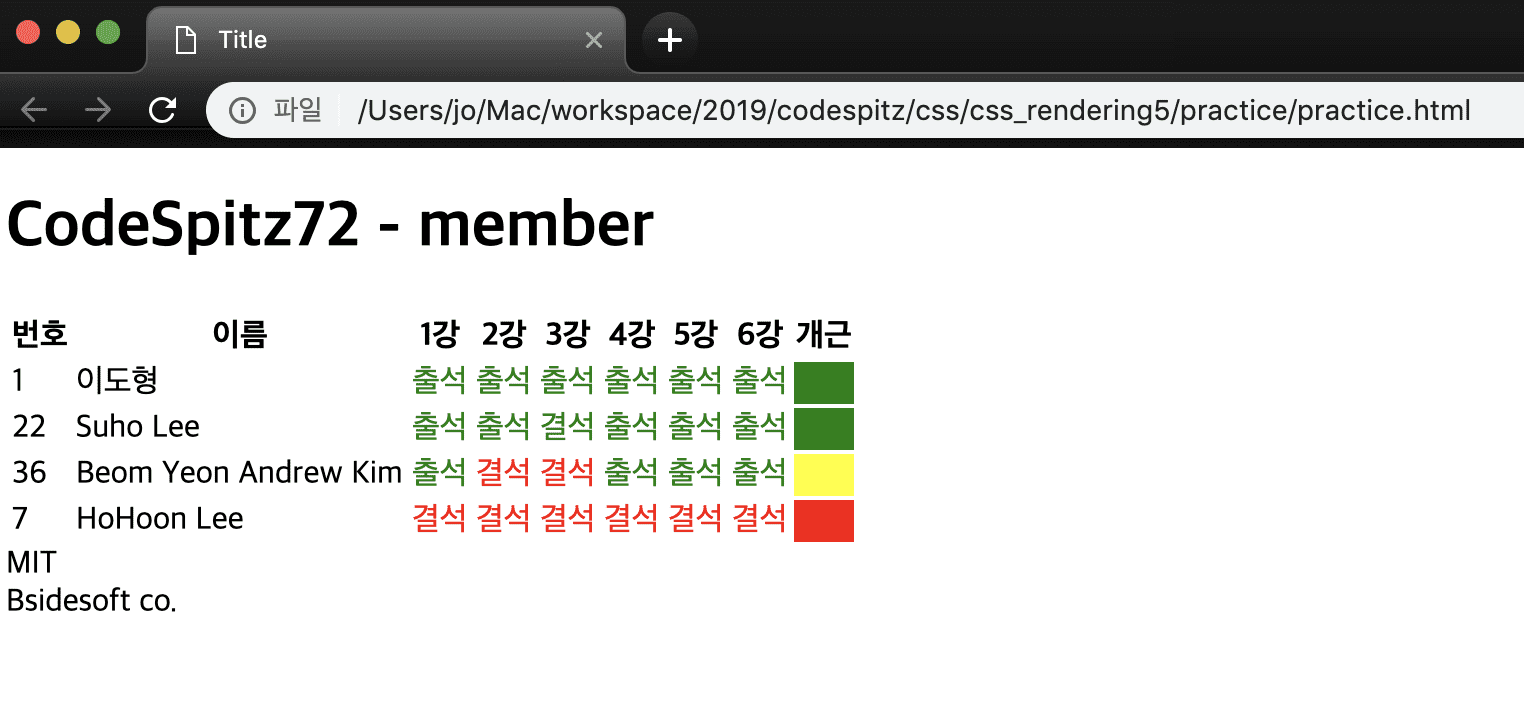 Title
파일 /Users/jo/Mac/workspace/2019/codespitz/css/css_rendering5/practice/practice.html
CodeSpitz72 - member
번호 이름 1강 2강 3강 4강 5강 6강 개근
1 이도형 출석 출석 출석 출석 출석 출석
22 Suho Lee 출석 출석 결석 출석 출석 출석
36 Beom Yeon Andrew Kim 출석 결석 결석 출석 출석 출석
7 HoHoon Lee 결석 결석 결석 결석 결석 결석
MIT
Bsidesoft co.